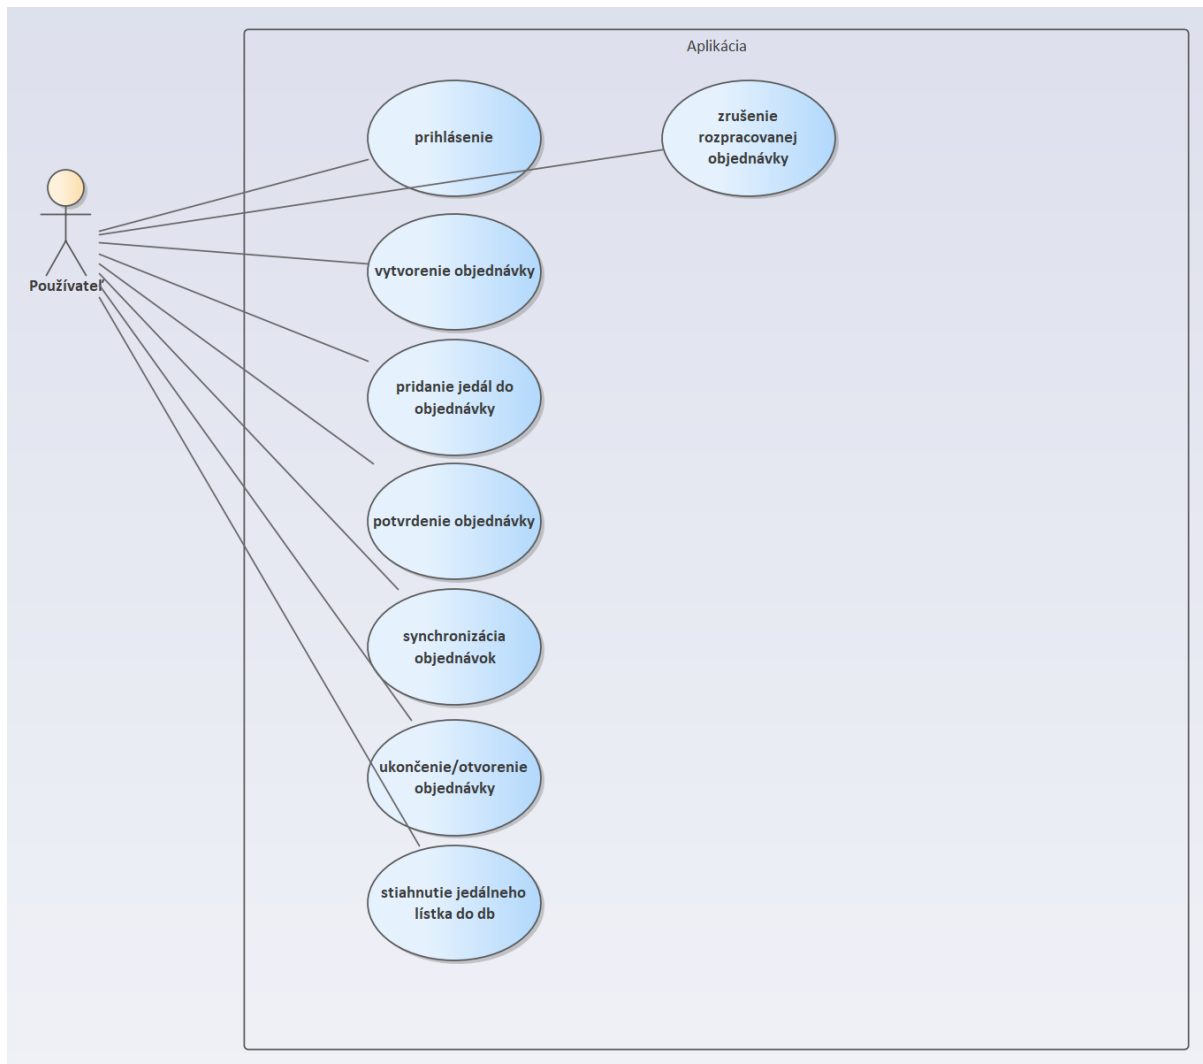 Aplikácia
prihlásenie
zrušenie
rozpracovanej
objednávky
Používateľ
vytvorenie objednávky
pridanie jedál do
objednávky
potvrdenie objednávky
synchronizácia
objednávok
ukončenie/otvorenie
objednávky
stiahnutie jedálneho
lístka do db